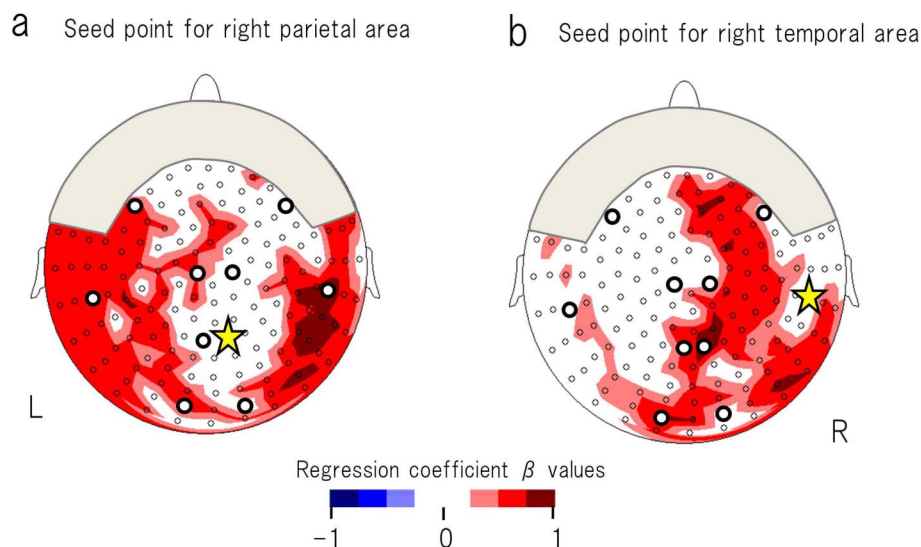 a Seed point for right parietal area
b Seed point for right temporal area
L
R
Regression coefficient β values
-1 0 1